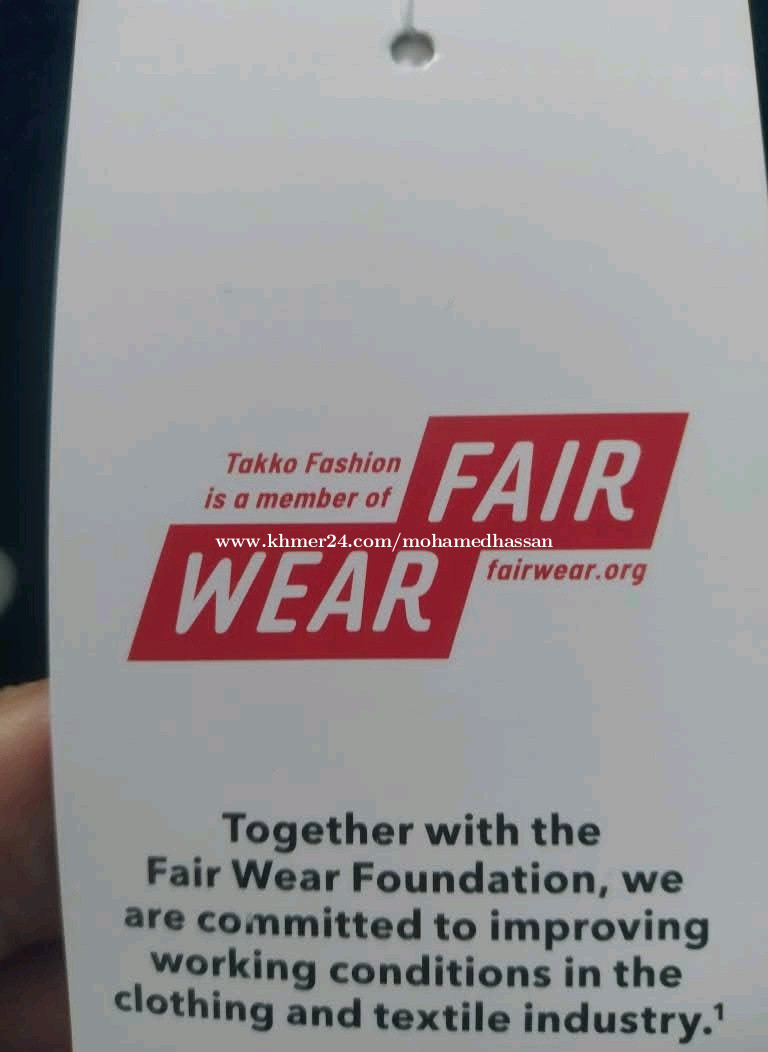 Takko Fashion
is a member of
FAIR
www.khmer24.com/mohamedhassan
WEAR
fairwear.org
Together with the
Fair Wear Foundation, we
are committed to improving
working conditions in the
clothing and textile industry.¹